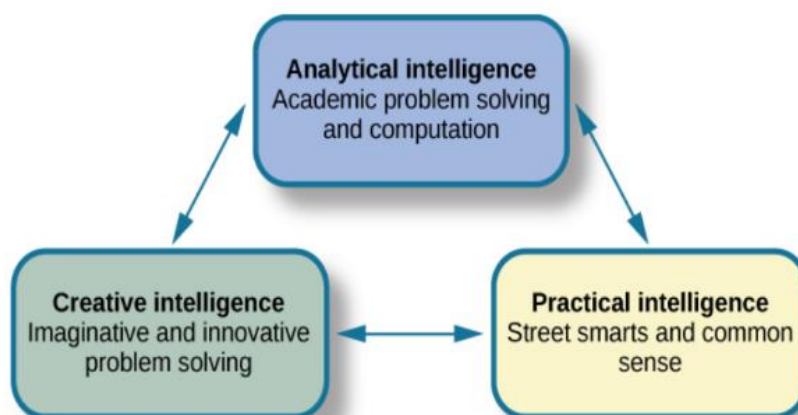 Analytical intelligence
Academic problem solving
and computation
Creative intelligence
Imaginative and innovative
problem solving
Practical intelligence
Street smarts and common
sense